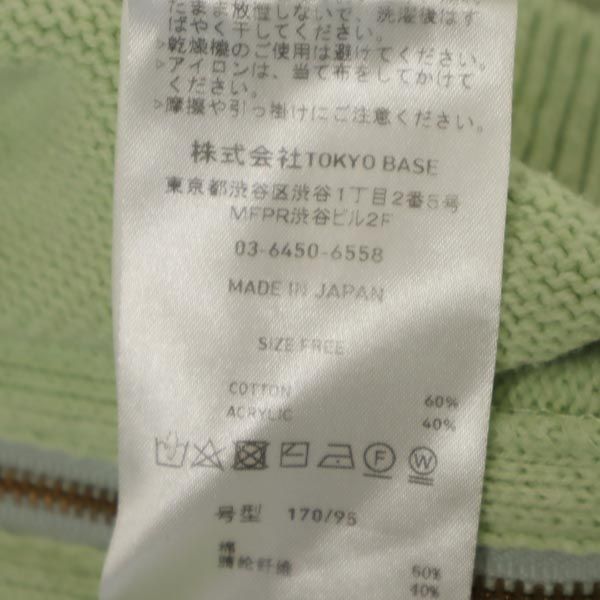 たまま放置しないで、洗濯後はす
ばやく干してください。
>乾燥機のご使用は避けてください。
>アイロンは、当て布をしてかけて
ください。
>摩擦や引っ掛けにご注意ください。
株式会社TOKYO BASE
東京都渋谷区渋谷1丁目2番5号
MFPR渋谷ビル2F
03-6450-6558
MADE IN JAPAN
SIZE FREE
COTTON 60%
ACRYLIC 40%
F W
号型 170/95
棉 60%
腈纶纤维 40%